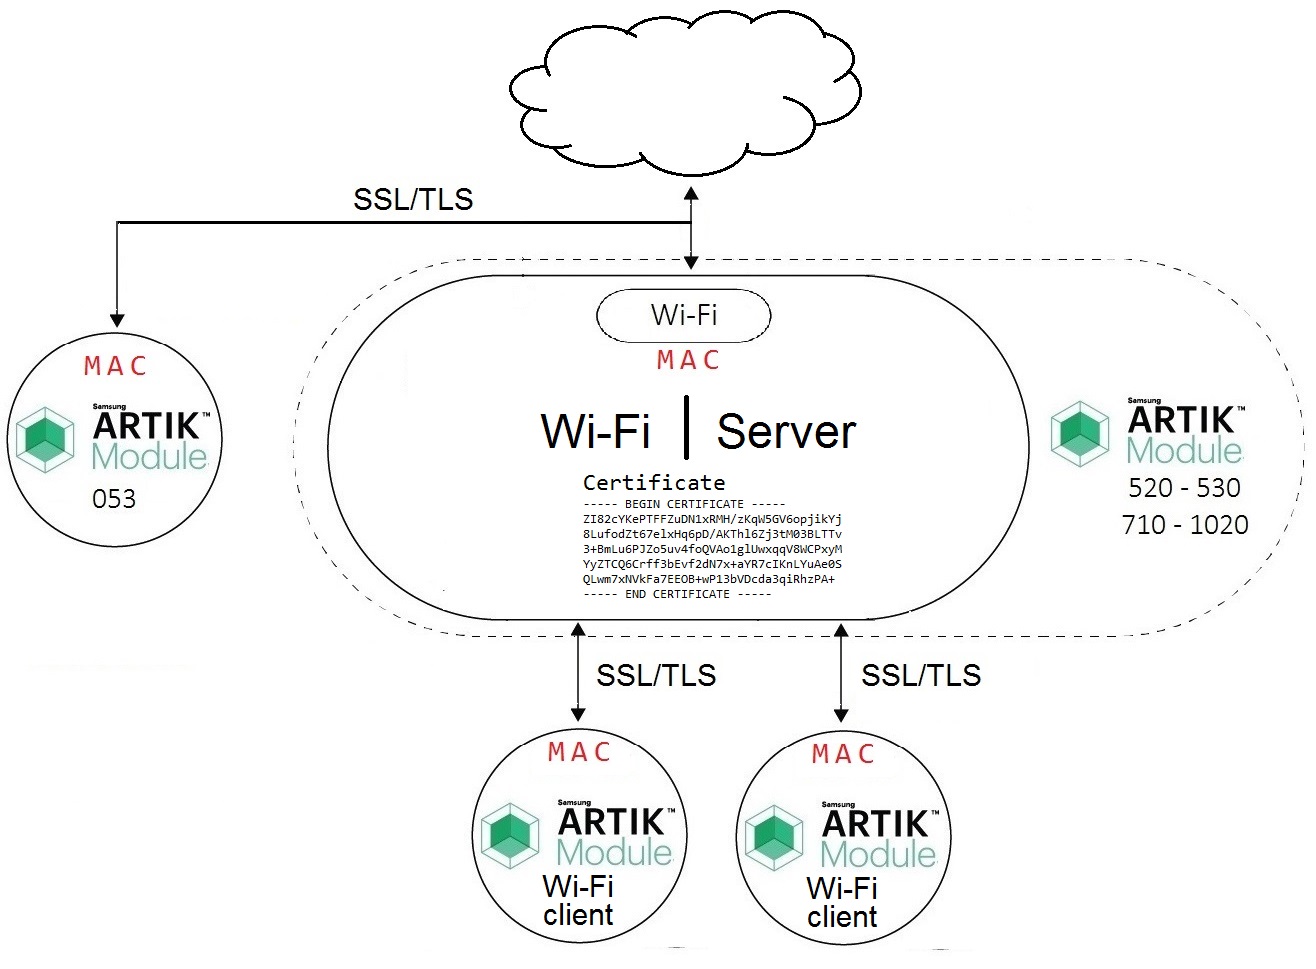 SSL/TLS
Wi-Fi
MAC
Wi-Fi | Server
Certificate
----- BEGIN CERTIFICATE -----
ZI82cYKePTFFZuDN1xRMH/zKqW5GV6opjikYj
8LufodZt67elxHq6pD/AKThl6Zj3tM03BLTTv
3+BmLu6PJZo5uv4foQVAo1glUwxqqV8WCPxyM
YyZTCQ6Crff3bEvf2dN7x+aYR7cIKnLYuAe0S
QLwm7xNVkFa7EEOB+wP13bVDcda3qiRhzPA+
----- END CERTIFICATE -----
MAC
Samsung
ARTIK™
Module
053
Samsung
ARTIK™
Module
520 - 530
710 - 1020
SSL/TLS
SSL/TLS
MAC
Samsung
ARTIK™
Module
Wi-Fi
client
MAC
Samsung
ARTIK™
Module
Wi-Fi
client